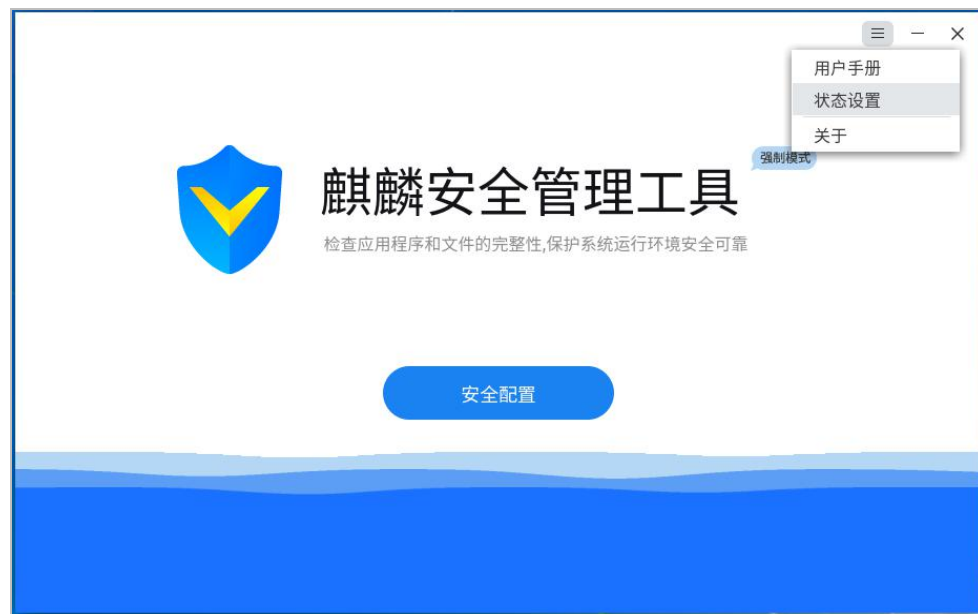 用户手册
状态设置
关于
强制模式
麒麟安全管理工具
检查应用程序和文件的完整性,保护系统运行环境安全可靠
安全配置